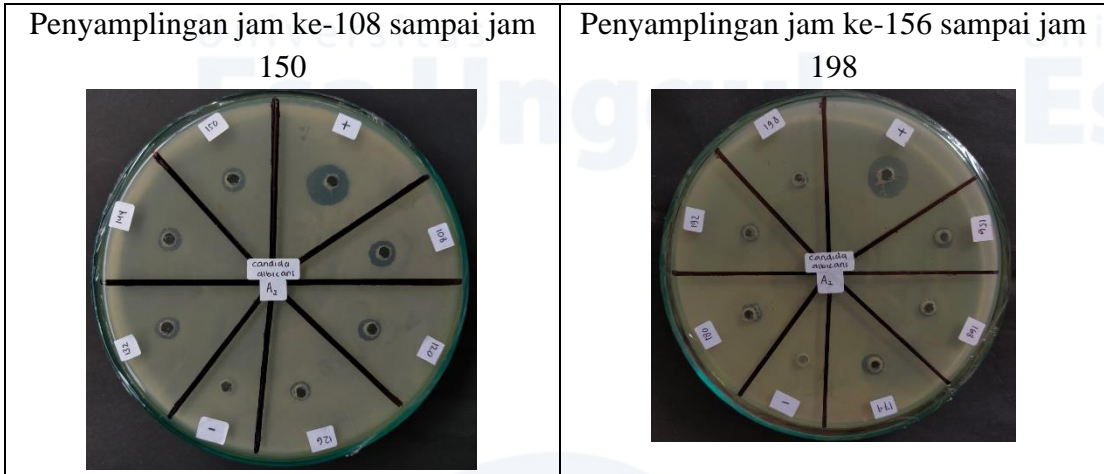 Penyamplingan jam ke-108 sampai jam
150
Penyamplingan jam ke-156 sampai jam
198
150
+
144
108
candida
albicans
A2
132
120
-
126
198
+
192
156
candida
albicans
A2
186
168
-
174